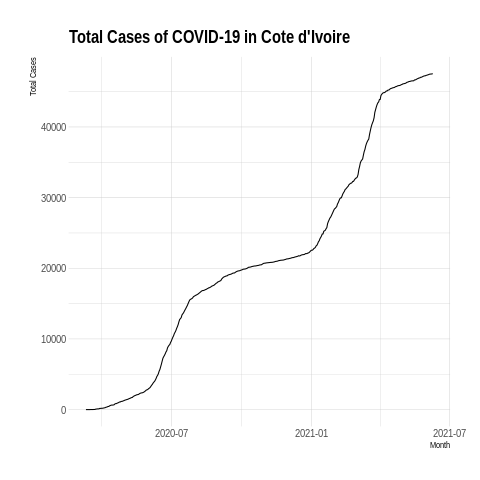 Total Cases of COVID-19 in Cote d'Ivoire
Total Cases
40000
30000
20000
10000
0
2020-07
2021-01
2021-07
Month